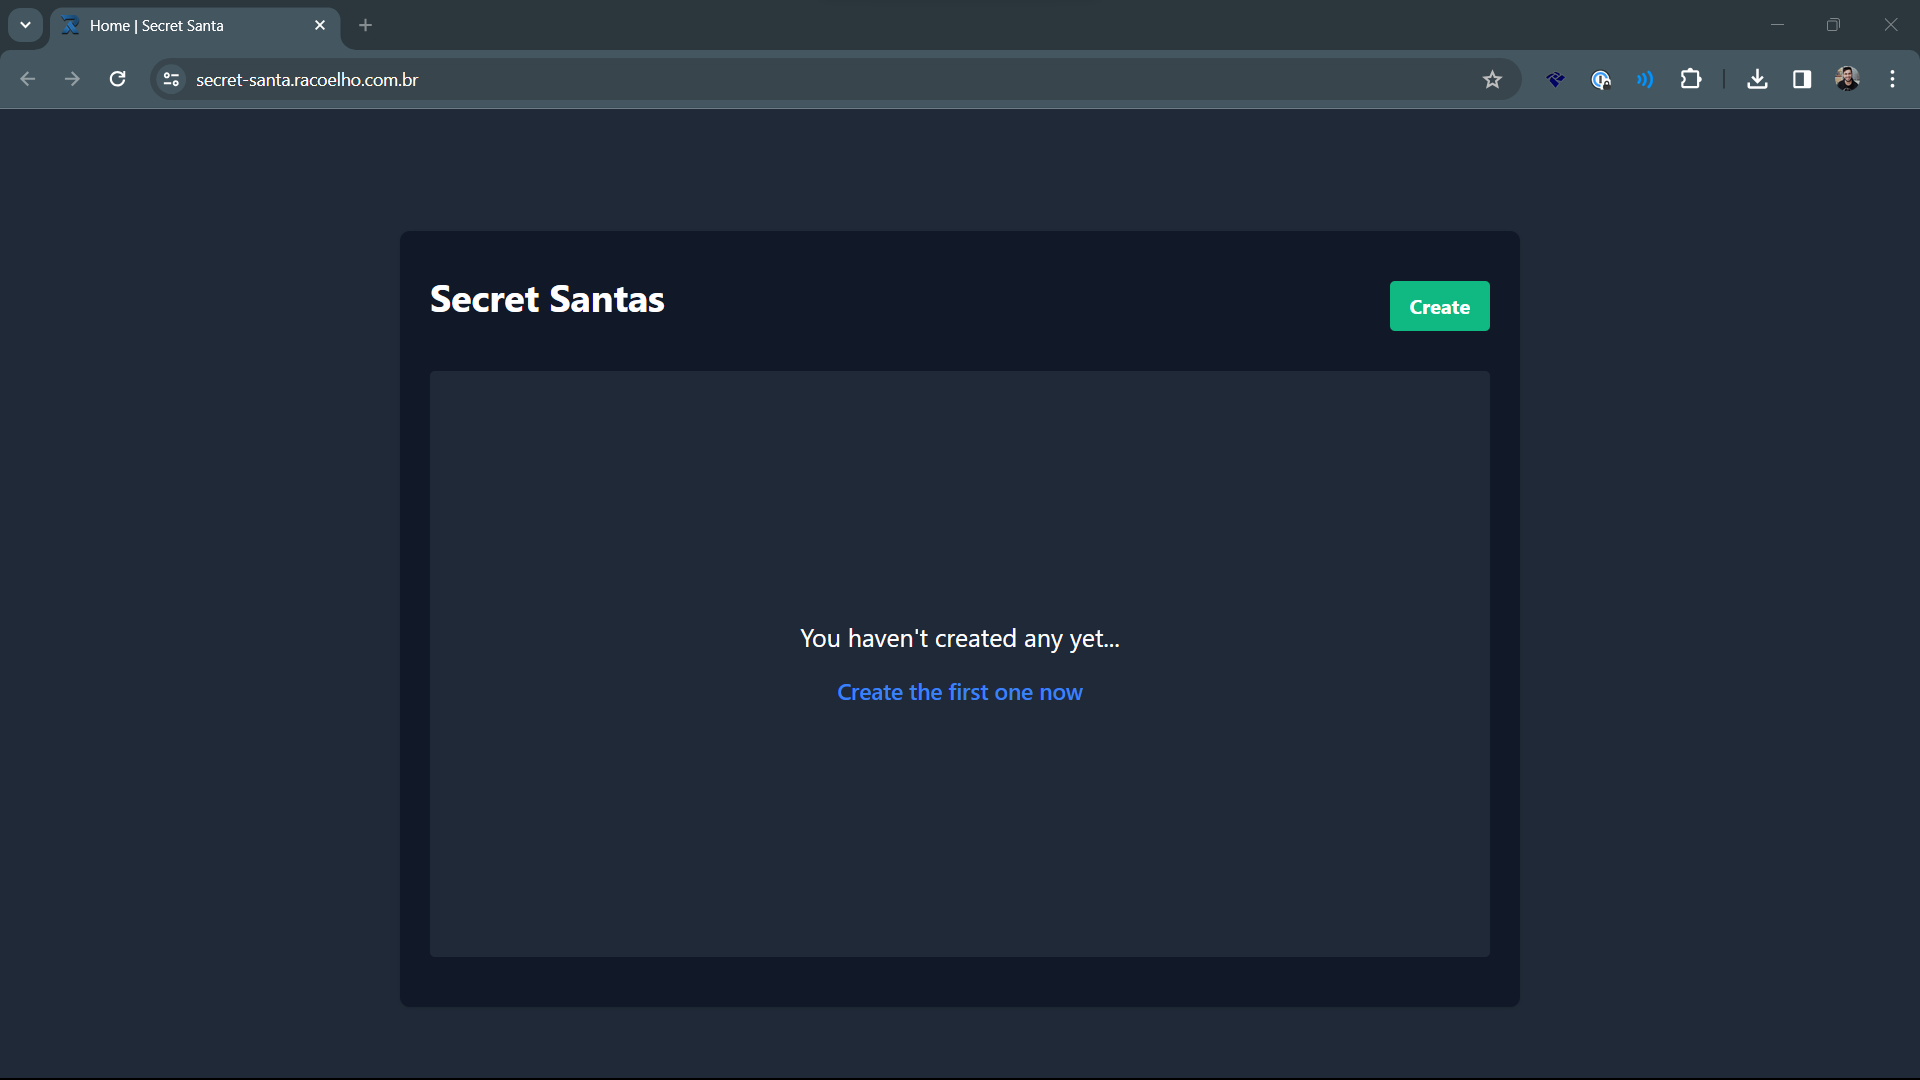 Home | Secret Santa
secret-santa.racoelho.com.br
Secret Santas
Create
You haven't created any yet...
Create the first one now